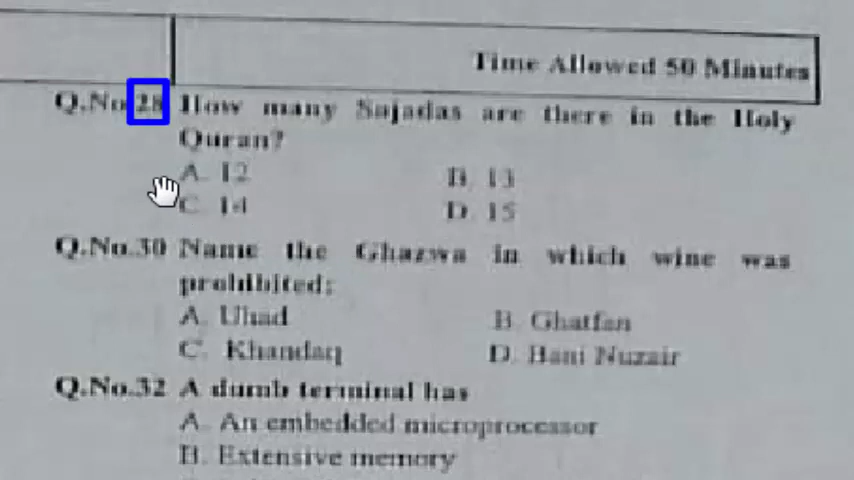 Time Allowed 50 Minutes
Q.No.28 How many Sajadas are there in the Holy
Quran?
A. 12 B. 13
C. 14 D. 15
Q.No.30 Name the Ghazwa in which wine was
prohibited:
A. Uhad B. Ghatfan
C. Khandaq D. Bani Nuzair
Q.No.32 A dumb terminal has
A. An embedded microprocessor
B. Extensive memory